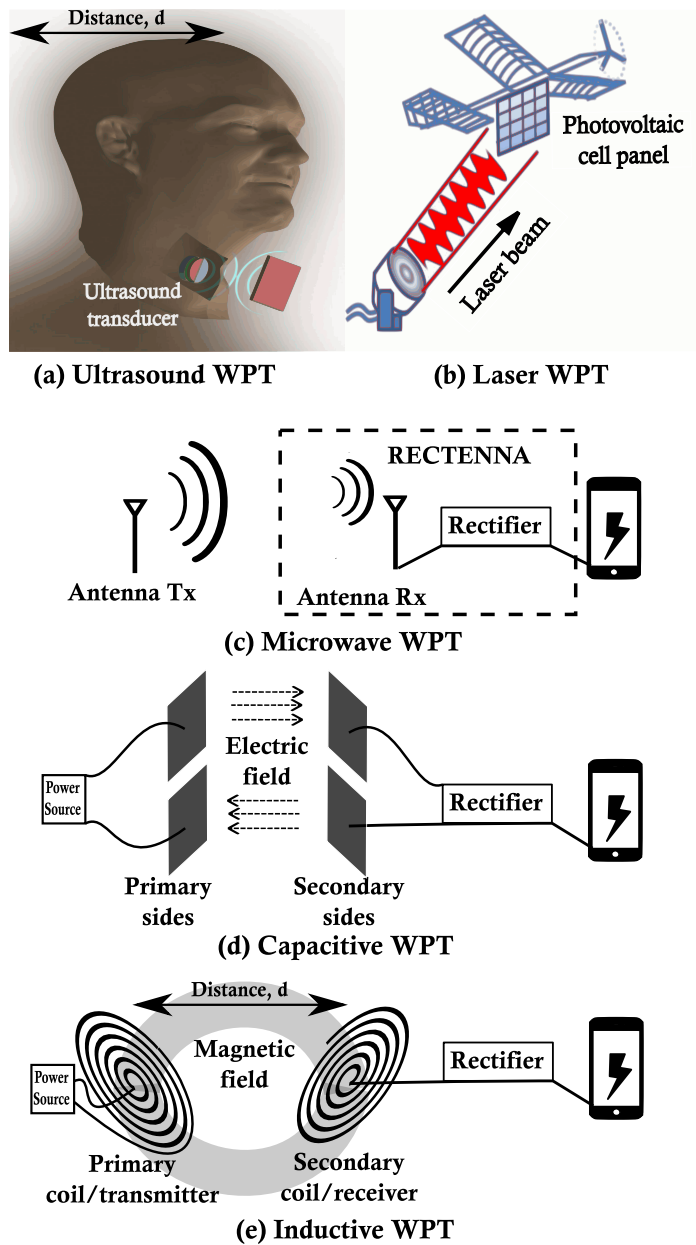 Distance, d
Ultrasound
transducer
Photovoltaic
cell panel
Laser beam
(a) Ultrasound WPT
(b) Laser WPT
RECTENNA
Rectifier
Antenna Tx
Antenna Rx
(c) Microwave WPT
Electric
field
Power
Source
Rectifier
Primary
sides
Secondary
sides
(d) Capacitive WPT
Distance, d
Magnetic
field
Rectifier
Power
Source
Primary
coil/transmitter
Secondary
coil/receiver
(e) Inductive WPT